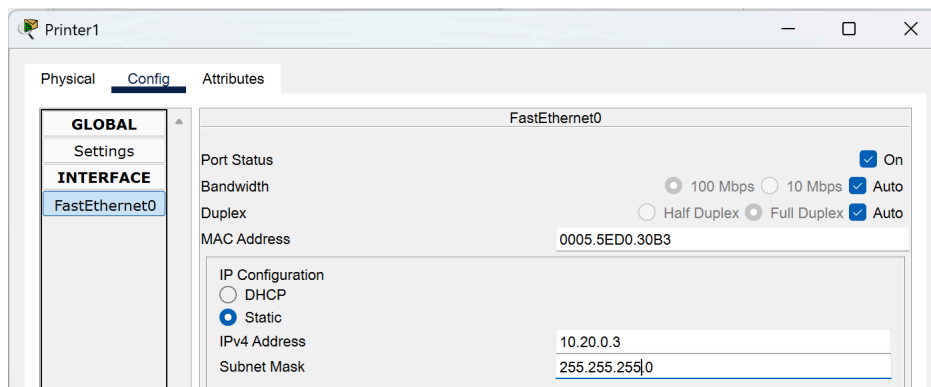 Printer1
Physical Config Attributes
GLOBAL
Settings
INTERFACE
FastEthernet0
FastEthernet0
Port Status On
Bandwidth 100 Mbps 10 Mbps Auto
Duplex Half Duplex Full Duplex Auto
MAC Address 0005.5ED0.30B3
IP Configuration
DHCP
Static
IPv4 Address 10.20.0.3
Subnet Mask 255.255.255.0